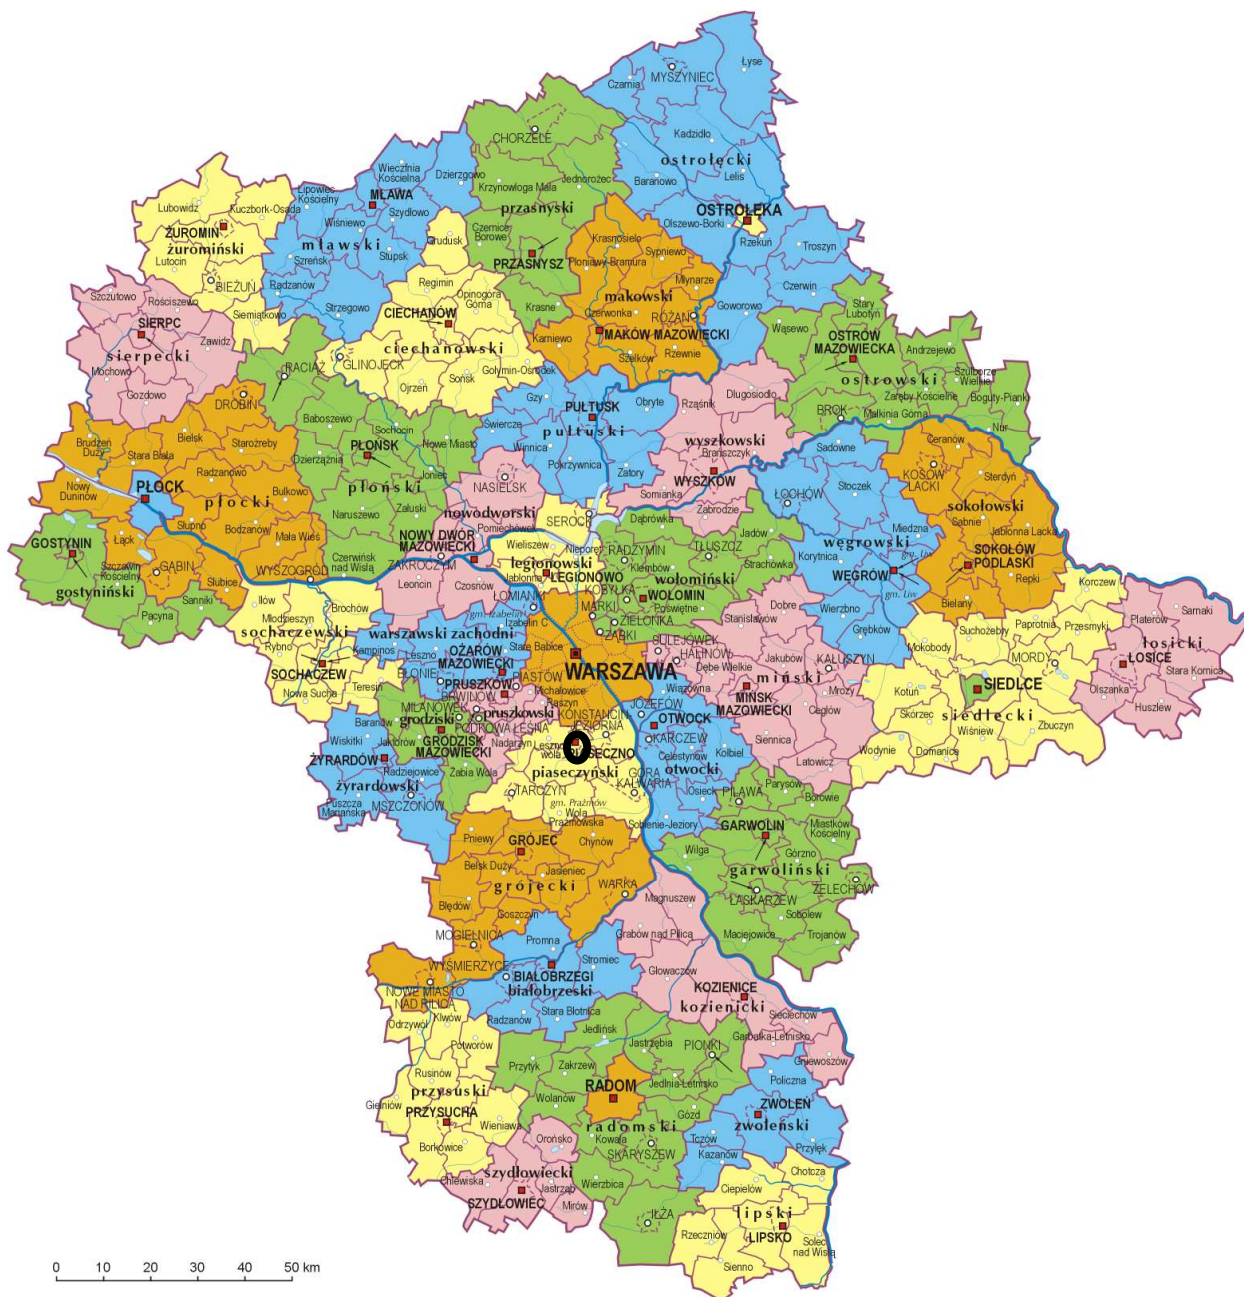 MYSZYNIEC
Łyse
Czarnia
CHORZELE
Kadzidło
ostrołęcki
Lelis
Baranowo
Wieczfnia
Kościelna
Dzierzgowo
Krzynowłoga Mała
Jednorożec
przasnyski
Lipowiec
Kościelny
MŁAWA
Szydłowo
Wiśniewo
mławski
Stupsk
Szreńsk
Radzanów
Strzegowo
Lubowidz
Kuczbork-Osada
ŻUROMIN
żuromiński
Lutocin
BIEŻUŃ
Siemiątkowo
Czernice
Borowe
PRZASNYSZ
Krasne
OSTROŁĘKA
Olszewo-Borki
Rzekuń
Troszyn
Czerwin
Goworowo
Krasnosielc
Sypniewo
Płoniawy-Bramura
Młynarze
makowski
Czerwonka
RÓŻAN
MAKÓW MAZOWIECKI
Karniewo
Szelków
Rzewnie
Grudusk
Regimin
Opinogóra
Górna
CIECHANÓW
ciechanowski
GLINOJECK
Ojrzeń
Sońsk
Gołymin-Ośrodek
Szczutowo
Rościszewo
SIERPC
Zawidz
sierpecki
Mochowo
Gozdowo
RACIĄŻ
DROBIN
Baboszewo
Sochocin
PŁOŃSK
Nowe Miasto
Dzierzążnia
Joniec
płoński
Załuski
Naruszewo
Czerwińsk
nad Wisłą
Stary
Lubotyń
Wąsewo
OSTRÓW
MAZOWIECKA
Andrzejewo
Szulborze
Wielkie
ostrowski
Zaręby Kościelne
Boguty-Pianki
BROK
Małkinia Górna
Nur
Gzy
PUŁTUSK
Obryte
Świercze
pułtuski
Winnica
Pokrzywnica
Zatory
Rząśnik
Długosiodło
wyszkowski
Brańszczyk
WYSZKÓW
Somianka
Zabrodzie
Brudzeń
Duży
Bielsk
Staroźreby
Stara Biała
Radzanowo
PŁOCK
płocki
Bulkowo
Nowy
Duninów
Słupno
Bodzanów
Mała Wieś
Łąck
GĄBIN
WYSZOGRÓD
Słubice
GOSTYNIN
Szczawin
Kościelny
gostyniński
Sanniki
Pacyna
NASIELSK
nowodworski
Pomiechówek
NOWY DWÓR
MAZOWIECKI
ZAKROCZYM
Leoncin
Czosnów
SEROCK
Wieliszew
Nieporęt
legionowski
Jabłonna
LEGIONOWO
Sadowne
ŁOCHÓW
Stoczek
Miedzna
węgrowski
gm. Liw
Korytnica
WĘGRÓW
gm. Liw
Wierzbno
Grębków
Ceranów
KOSÓW
LACKI
Sterdyń
sokołowski
Sabnie
Jabłonna Lacka
SOKOŁÓW
PODLASKI
Repki
Bielany
Dąbrówka
Jadów
RADZYMIN
TŁUSZCZ
Klembów
Strachówka
wołomiński
KOBYŁKA
WOŁOMIN
MARKI
Poświętne
ZIELONKA
ZĄBKI
Iłów
Brochów
Młodzieszyn
sochaczewski
Rybno
SOCHACZEW
Nowa Sucha
Teresin
ŁOMIANKI
gm. Izabelin
Izabelin C
warszawski zachodni
Kampinos
Leszno
OŻARÓW
MAZOWIECKI
Stare Babice
BŁONIE
WARSZAWA
PIASTÓW
PRUSZKÓW
Michałowice
BRWINÓW
Raszyn
pruszkowski
PODKOWA LEŚNA
Nadarzyn
MILANÓWEK
Baranów
grodziski
Jaktorów
GRODZISK
MAZOWIECKI
Żabia Wola
Wiskitki
ŻYRARDÓW
Radziejowice
żyrardowski
Puszcza
Mariańska
MSZCZONÓW
Stanisławów
Dobre
SULEJÓWEK
HALINÓW
Dębe Wielkie
Jakubów
KAŁUSZYN
miński
MIŃSK
MAZOWIECKI
Mrozy
Cegłów
Siennica
Latowicz
Korczew
Paprotnia
Przesmyki
Suchożebry
Mokobody
MORDY
Kotuń
SIEDLCE
Skórzec
siedlecki
Zbuczyn
Wiśniew
Wodynie
Domanice
Sarnaki
Platerów
łosicki
ŁOSICE
Stara Kornica
Olszanka
Huszlew
Wiązowna
JÓZEFÓW
OTWOCK
KARCZEW
Kołbiel
Celestynów
otwocki
Osieck
Sobienie-Jeziory
KONSTANCIN-
JEZIORNA
Leszno-
wola
PIASECZNO
piaseczyński
GÓRA
KALWARIA
TARCZYN
gm. Prażmów
Wola
Prażmowska
Parysów
PILAWA
Borowie
GARWOLIN
Miastków
Kościelny
Wilga
Górzno
garwoliński
ŻELECHÓW
ŁASKARZEW
Sobolew
Maciejowice
Trojanów
Pniewy
GRÓJEC
Chynów
Belsk Duży
Jasieniec
grójecki
Błędów
WARKA
Goszczyn
MOGIELNICA
NOWE MIASTO
NAD PILICĄ
Promna
WYŚMIERZYCE
Stromiec
BIAŁOBRZEGI
białobrzeski
Radzanów
Stara Błotnica
Magnuszew
Grabów nad Pilicą
Głowaczów
KOZIENICE
kozienicki
Sieciechów
Garbatka-Letnisko
Gniewoszów
Klwów
Odrzywół
Potworów
Rusinów
przysuski
Gielniów
PRZYSUCHA
Wieniawa
Borkowice
Jedlińsk
Jastrzębia
PIONKI
Przytyk
Zakrzew
RADOM
Jedlnia-Letnisko
Wolanów
Gózd
radomski
Kowala
SKARYSZEW
Wierzbica
IŁŻA
Policzna
ZWOLEŃ
zwoleński
Tczów
Przyłęk
Kazanów
Orońsko
szydłowiecki
Chlewiska
Jastrząb
SZYDŁOWIEC
Mirów
Chotcza
Ciepielów
lipski
Rzeczniów
LIPSKO
Solec
nad Wisłą
Sienno
0 10 20 30 40 50 km